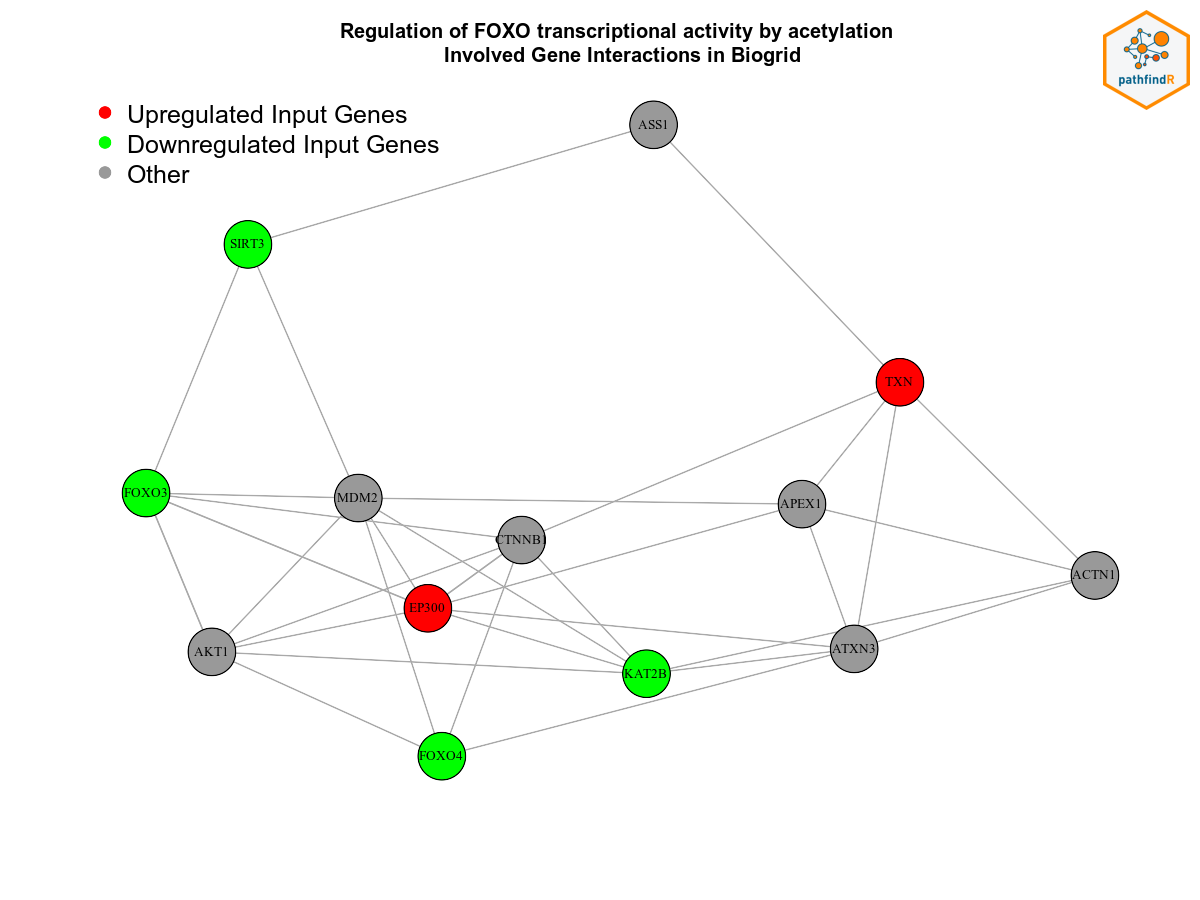 Regulation of FOXO transcriptional activity by acetylation
Involved Gene Interactions in Biogrid
pathfindR
Upregulated Input Genes
Downregulated Input Genes
Other
ASS1
SIRT3
TXN
FOXO3
MDM2
APEX1
CTNNB1
ACTN1
EP300
AKT1
ATXN3
KAT2B
FOXO4